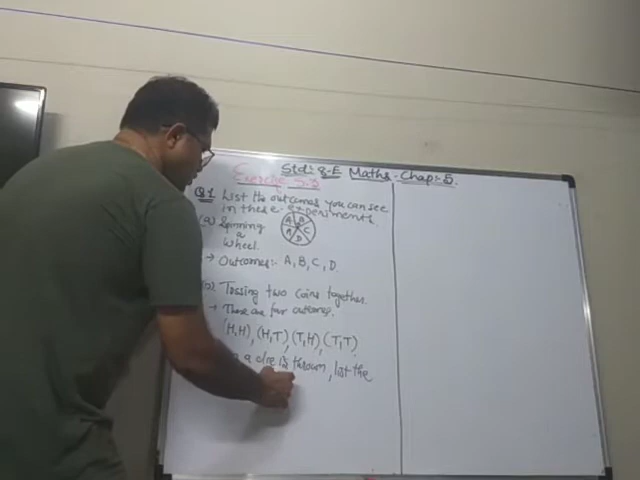 Std: 8-E Maths - Chap: 5.
Exercise 5.3
Q.1 List the outcomes you can see
in these experiments
(a) Spinning
a
wheel.
A B
A C
D
→ Outcomes:- A, B, C, D.
Tossing two coins together.
→ There are four outcomes.
(H,H), (H,T), (T,H), (T,T)
a die is thrown, list the